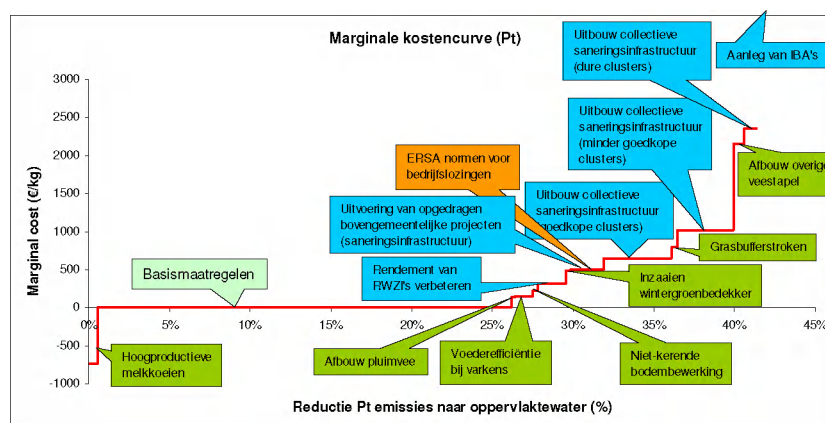 Marginale kostencurve (Pt)
Uitbouw collectieve
saneringsinfrastructuur
(dure clusters)
Aanleg van IBA's
Uitbouw collectieve
saneringsinfrastructuur
(minder goedkope
clusters)
ERSA normen voor
bedrijfslozingen
Afbouw overige
veestapel
Uitvoering van opgedragen
bovengemeentelijke projecten
(saneringsinfrastructuur)
Uitbouw collectieve
saneringsinfrastructuur
(goedkope clusters)
Grasbufferstroken
Basismaatregelen
Rendement van
RWZI's verbeteren
Inzaaien
wintergroenbedekker
Hoogproductieve
melkkoeien
Afbouw pluimvee
Voederefficiëntie
bij varkens
Niet-kerende
bodembewerking
Marginal cost (€/kg)
3000
2500
2000
1500
1000
500
0
-500
-1000
0% 5% 10% 15% 20% 25% 30% 35% 40% 45%
Reductie Pt emissies naar oppervlaktewater (%)